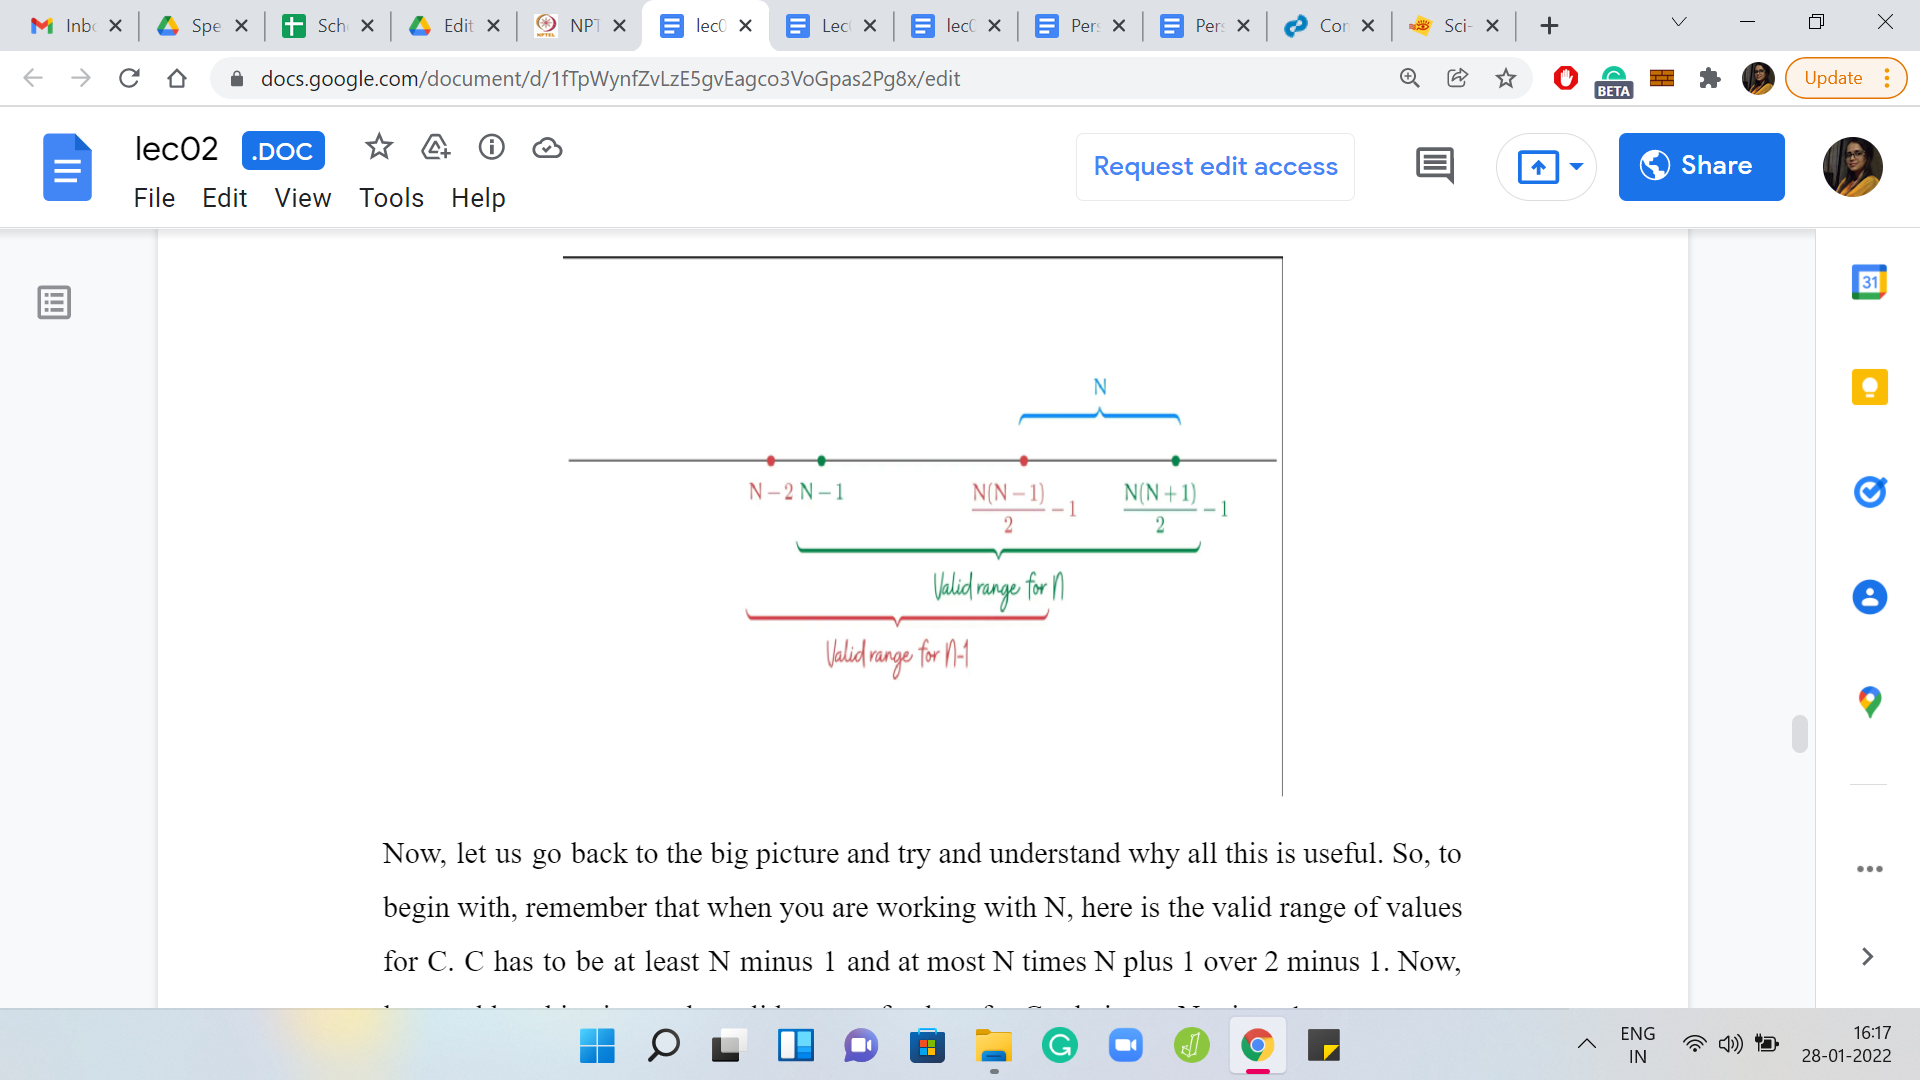 Inbc
Spe
Sch
Edit
NPT
lec0
Lec
lec0
Pers
Pers
Con
Sci-
docs.google.com/document/d/1fTpWynfZvLzE5gvEagco3VoGpas2Pg8x/edit
BETA
Update
lec02
.DOC
File Edit View Tools Help
Request edit access
Share
31
N
N – 2 N – 1
N(N – 1)
2
– 1
N(N + 1)
2
– 1
Valid range for N
Valid range for N-1
Now, let us go back to the big picture and try and understand why all this is useful. So, to
begin with, remember that when you are working with N, here is the valid range of values
for C. C has to be at least N minus 1 and at most N times N plus 1 over 2 minus 1. Now,
ENG
IN
16:17
28-01-2022